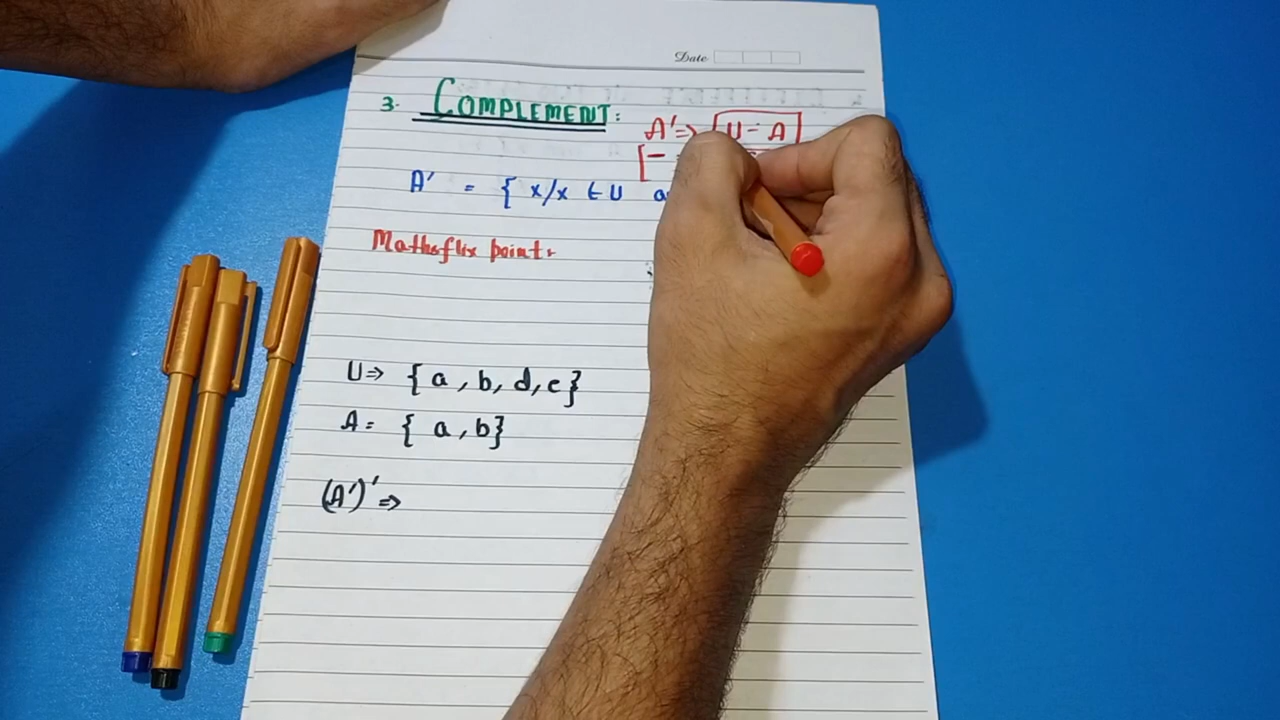 Date
3. COMPLEMENT:
A' => U - A
A' = { x/x ∈ U
Mathsflix point:
U => {a, b, d, e}
A = {a, b}
(A')' =>